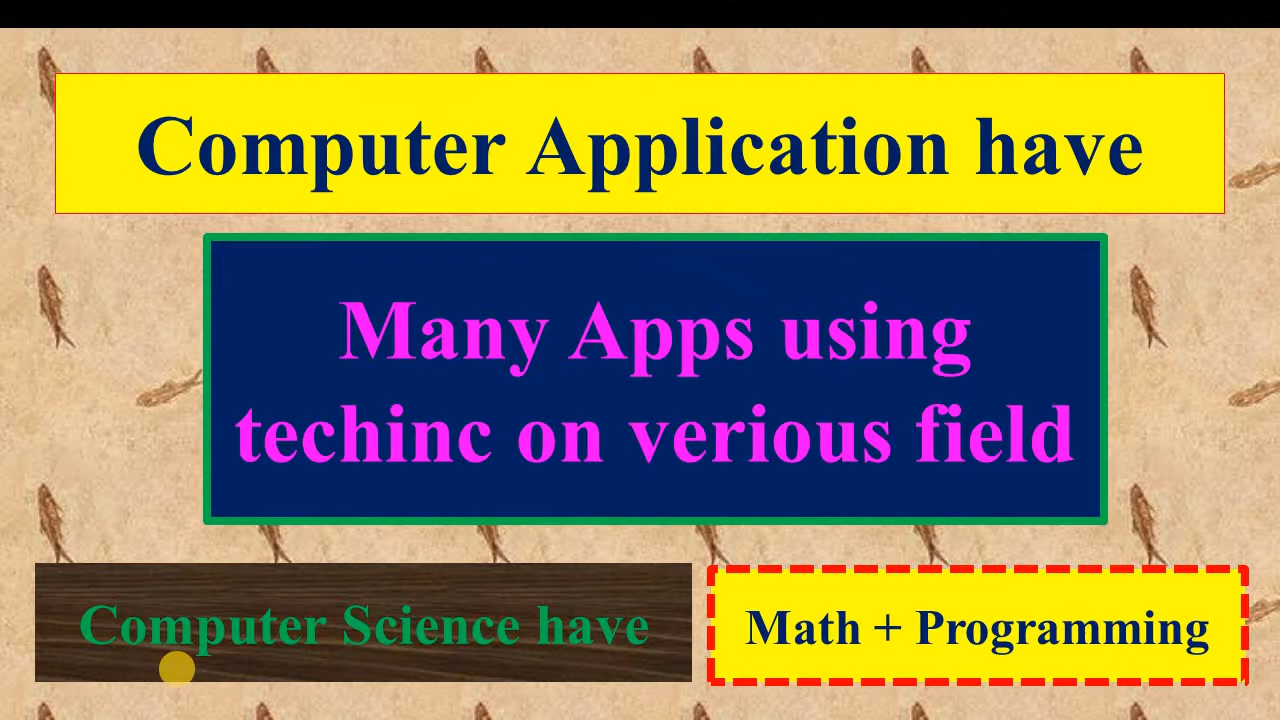 Computer Application have
Many Apps using
techinc on verious field
Computer Science have
Math + Programming